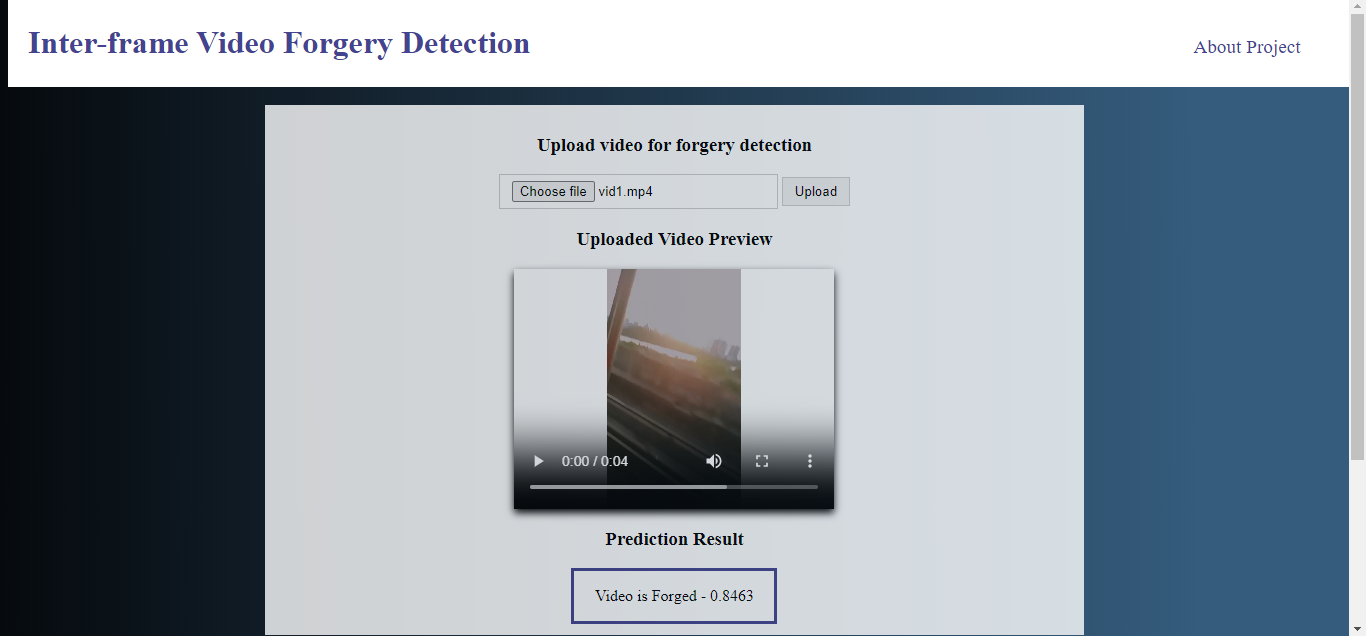 Inter-frame Video Forgery Detection
About Project
Upload video for forgery detection
Choose file vid1.mp4 Upload
Uploaded Video Preview
0:00 / 0:04
Prediction Result
Video is Forged - 0.8463